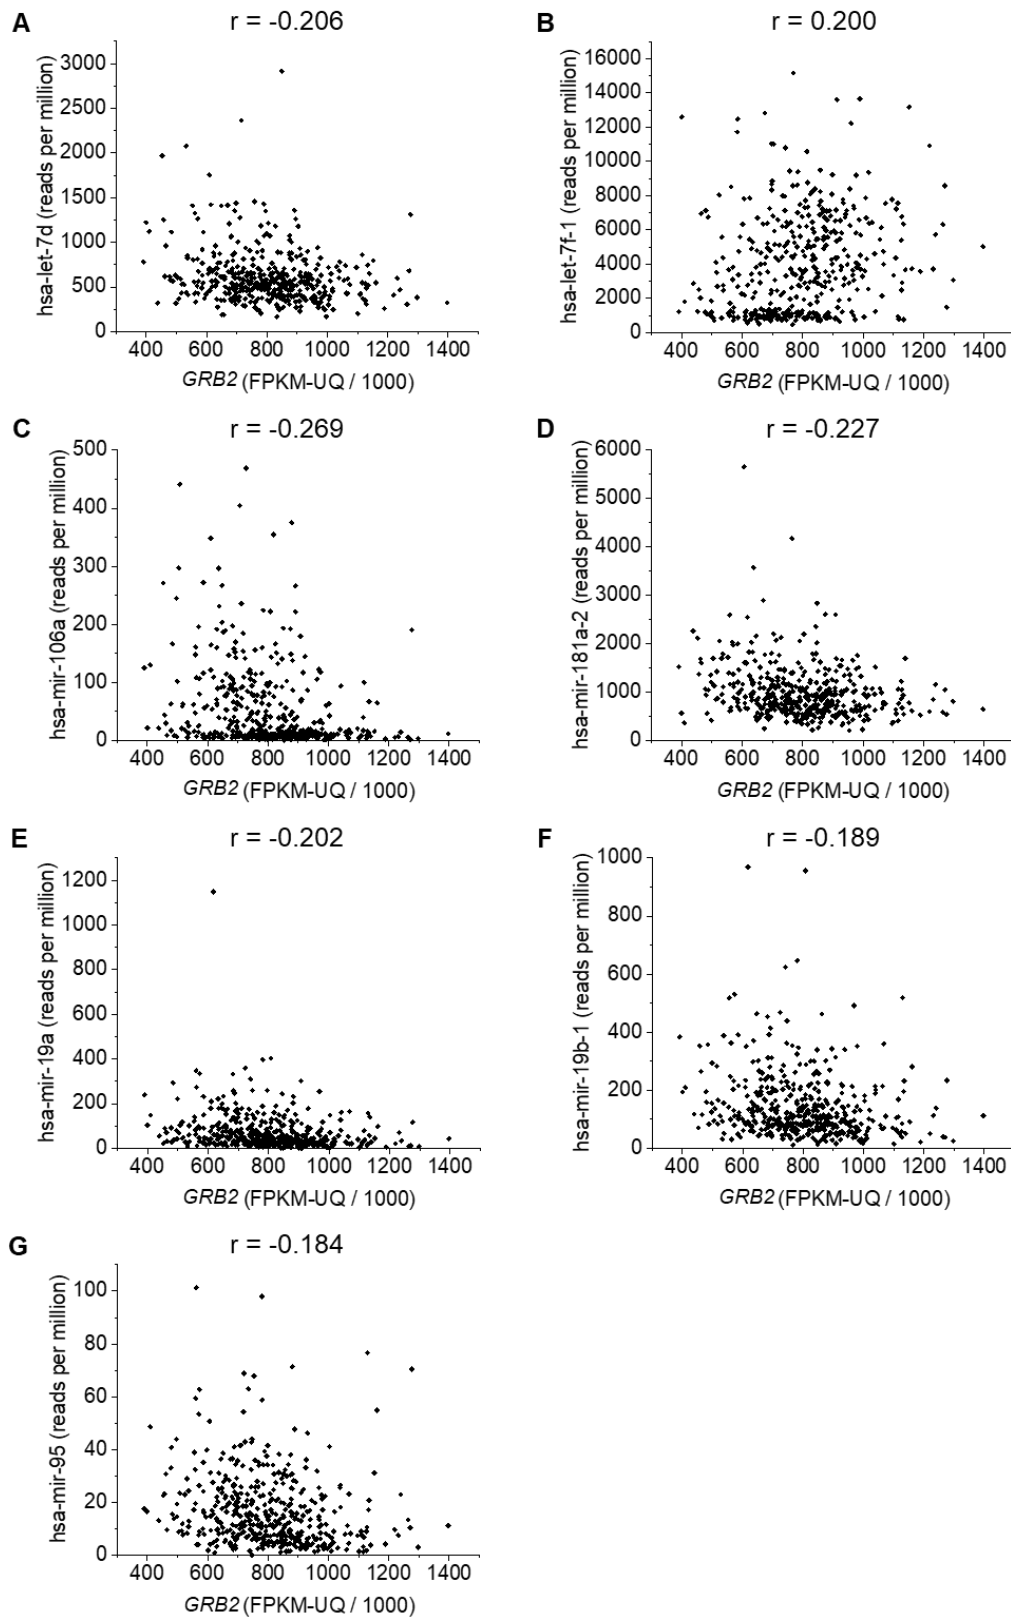 A
r = -0.206
hsa-let-7d (reads per million)
3000
2500
2000
1500
1000
500
0
400 600 800 1000 1200 1400
GRB2 (FPKM-UQ / 1000)
B
r = 0.200
hsa-let-7f-1 (reads per million)
16000
14000
12000
10000
8000
6000
4000
2000
0
400 600 800 1000 1200 1400
GRB2 (FPKM-UQ / 1000)
C
r = -0.269
hsa-mir-106a (reads per million)
500
400
300
200
100
0
400 600 800 1000 1200 1400
GRB2 (FPKM-UQ / 1000)
D
r = -0.227
hsa-mir-181a-2 (reads per million)
6000
5000
4000
3000
2000
1000
0
400 600 800 1000 1200 1400
GRB2 (FPKM-UQ / 1000)
E
r = -0.202
hsa-mir-19a (reads per million)
1200
1000
800
600
400
200
0
400 600 800 1000 1200 1400
GRB2 (FPKM-UQ / 1000)
F
r = -0.189
hsa-mir-19b-1 (reads per million)
1000
800
600
400
200
0
400 600 800 1000 1200 1400
GRB2 (FPKM-UQ / 1000)
G
r = -0.184
hsa-mir-95 (reads per million)
100
80
60
40
20
0
400 600 800 1000 1200 1400
GRB2 (FPKM-UQ / 1000)